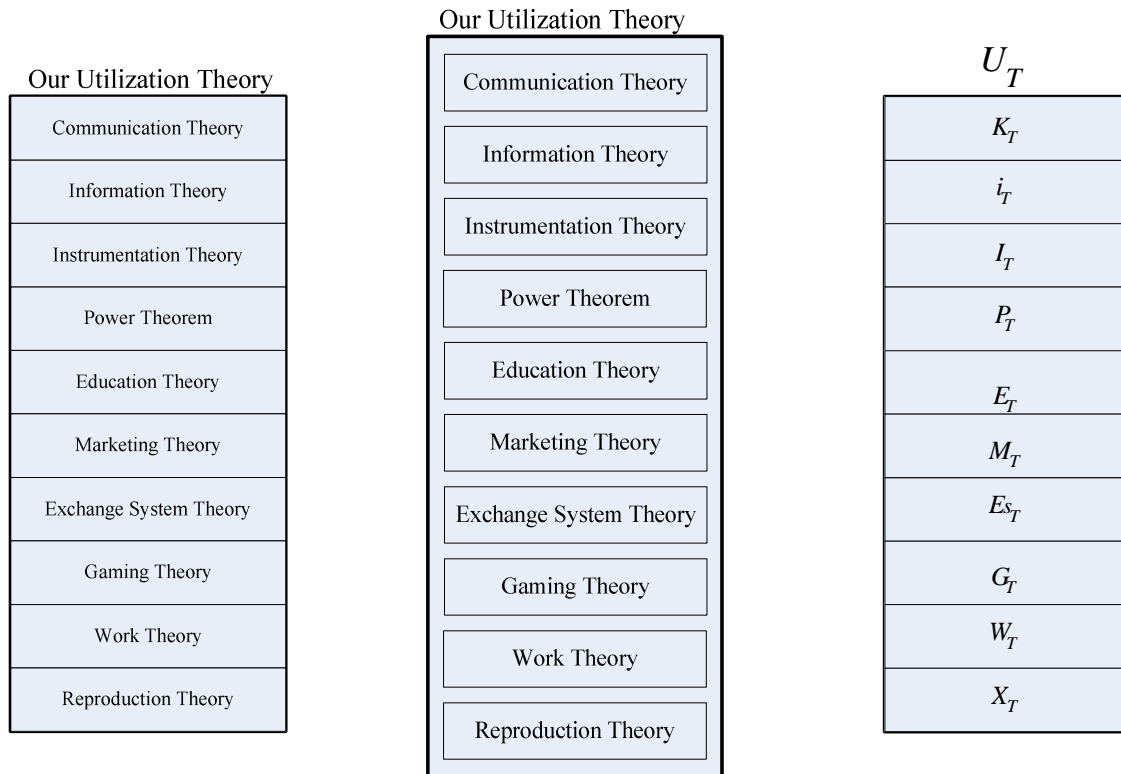 Our Utilization Theory
Communication Theory
Information Theory
Instrumentation Theory
Power Theorem
Education Theory
Marketing Theory
Exchange System Theory
Gaming Theory
Work Theory
Reproduction Theory
Our Utilization Theory
Communication Theory
Information Theory
Instrumentation Theory
Power Theorem
Education Theory
Marketing Theory
Exchange System Theory
Gaming Theory
Work Theory
Reproduction Theory
U_T
K_T
i_T
I_T
P_T
E_T
M_T
Es_T
G_T
W_T
X_T